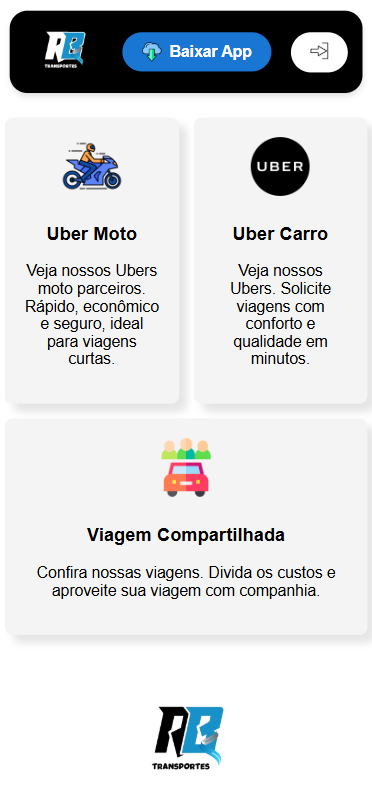 RB
TRANSPORTES
Baixar App
Uber Moto
Veja nossos Ubers
moto parceiros.
Rápido, econômico
e seguro, ideal
para viagens
curtas.
UBER
Uber Carro
Veja nossos
Ubers. Solicite
viagens com
conforto e
qualidade em
minutos.
Viagem Compartilhada
Confira nossas viagens. Divida os custos e
aproveite sua viagem com companhia.
RB
TRANSPORTES